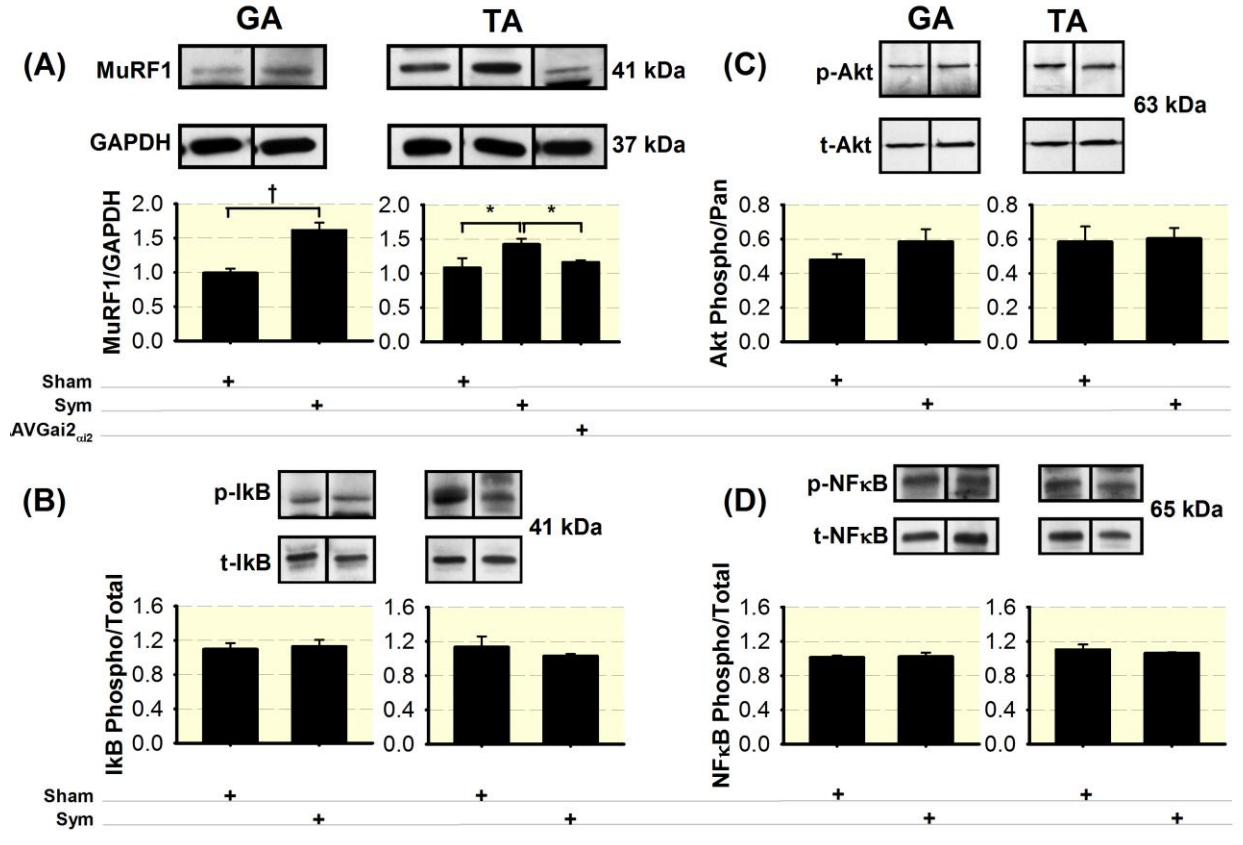 GA TA
(A) MuRF1 41 kDa
GAPDH 37 kDa
MuRF1/GAPDH
2.0
1.5
1.0
0.5
0.0
†
2.0
1.5
1.0
0.5
0.0
* *
GA TA
(C) p-Akt
63 kDa
t-Akt
Akt Phospho/Pan
0.8
0.6
0.4
0.2
0.0
0.8
0.6
0.4
0.2
0.0
Sham + + + +
Sym + + + +
AAVGai2αi2 +
(B) p-IkB
41 kDa
t-IkB
IkB Phospho/Total
1.6
1.2
0.8
0.4
0.0
1.6
1.2
0.8
0.4
0.0
(D) p-NFκB
65 kDa
t-NFκB
NFκB Phospho/Total
1.6
1.2
0.8
0.4
0.0
1.6
1.2
0.8
0.4
0.0
Sham + + + +
Sym + + + +